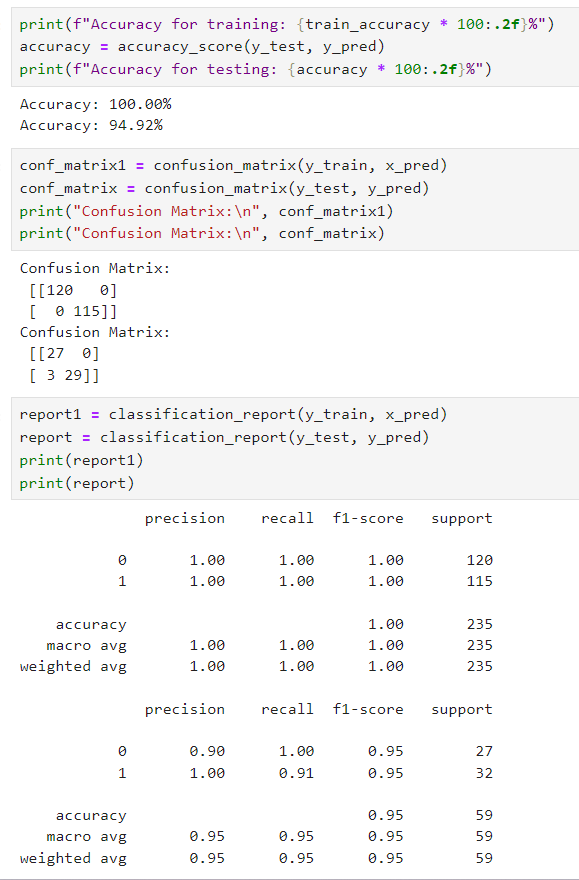 print(f"Accuracy for training: {train_accuracy * 100:.2f}%")
accuracy = accuracy_score(y_test, y_pred)
print(f"Accuracy for testing: {accuracy * 100:.2f}%")
Accuracy: 100.00%
Accuracy: 94.92%
conf_matrix1 = confusion_matrix(y_train, x_pred)
conf_matrix = confusion_matrix(y_test, y_pred)
print("Confusion Matrix:\n", conf_matrix1)
print("Confusion Matrix:\n", conf_matrix)
Confusion Matrix:
 [[120   0]
 [  0 115]]
Confusion Matrix:
 [[27  0]
 [ 3 29]]
report1 = classification_report(y_train, x_pred)
report = classification_report(y_test, y_pred)
print(report1)
print(report)
              precision    recall  f1-score   support
           0       1.00      1.00      1.00       120
           1       1.00      1.00      1.00       115
    accuracy                           1.00       235
   macro avg       1.00      1.00      1.00       235
weighted avg       1.00      1.00      1.00       235
              precision    recall  f1-score   support
           0       0.90      1.00      0.95        27
           1       1.00      0.91      0.95        32
    accuracy                           0.95        59
   macro avg       0.95      0.95      0.95        59
weighted avg       0.95      0.95      0.95        59